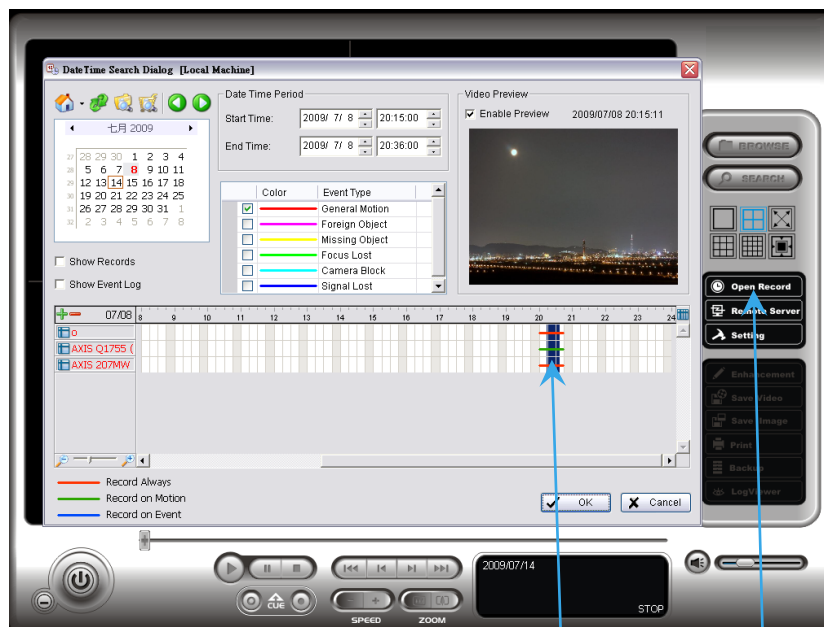 DateTime Search Dialog [Local Machine]
Date Time Period
Start Time: 2009/ 7/ 8 20:15:00
End Time: 2009/ 7/ 8 20:36:00
Video Preview
Enable Preview 2009/07/08 20:15:11
七月 2009
27 28 29 30 1 2 3 4
28 5 6 7 8 9 10 11
29 12 13 14 15 16 17 18
30 19 20 21 22 23 24 25
31 26 27 28 29 30 31 1
32 2 3 4 5 6 7 8
Show Records
Show Event Log
Color Event Type
General Motion
Foreign Object
Missing Object
Focus Lost
Camera Block
Signal Lost
07/08 8 9 10 11 12 13 14 15 16 17 18 19 20 21 22 23 24
o
AXIS Q1755 (
AXIS 207MW
Record Always
Record on Motion
Record on Event
OK Cancel
BROWSE
SEARCH
Open Record
Remote Server
Setting
Enhancement
Save Video
Save Image
Print
Backup
LogViewer
CUE
SPEED
ZOOM
2009/07/14
STOP